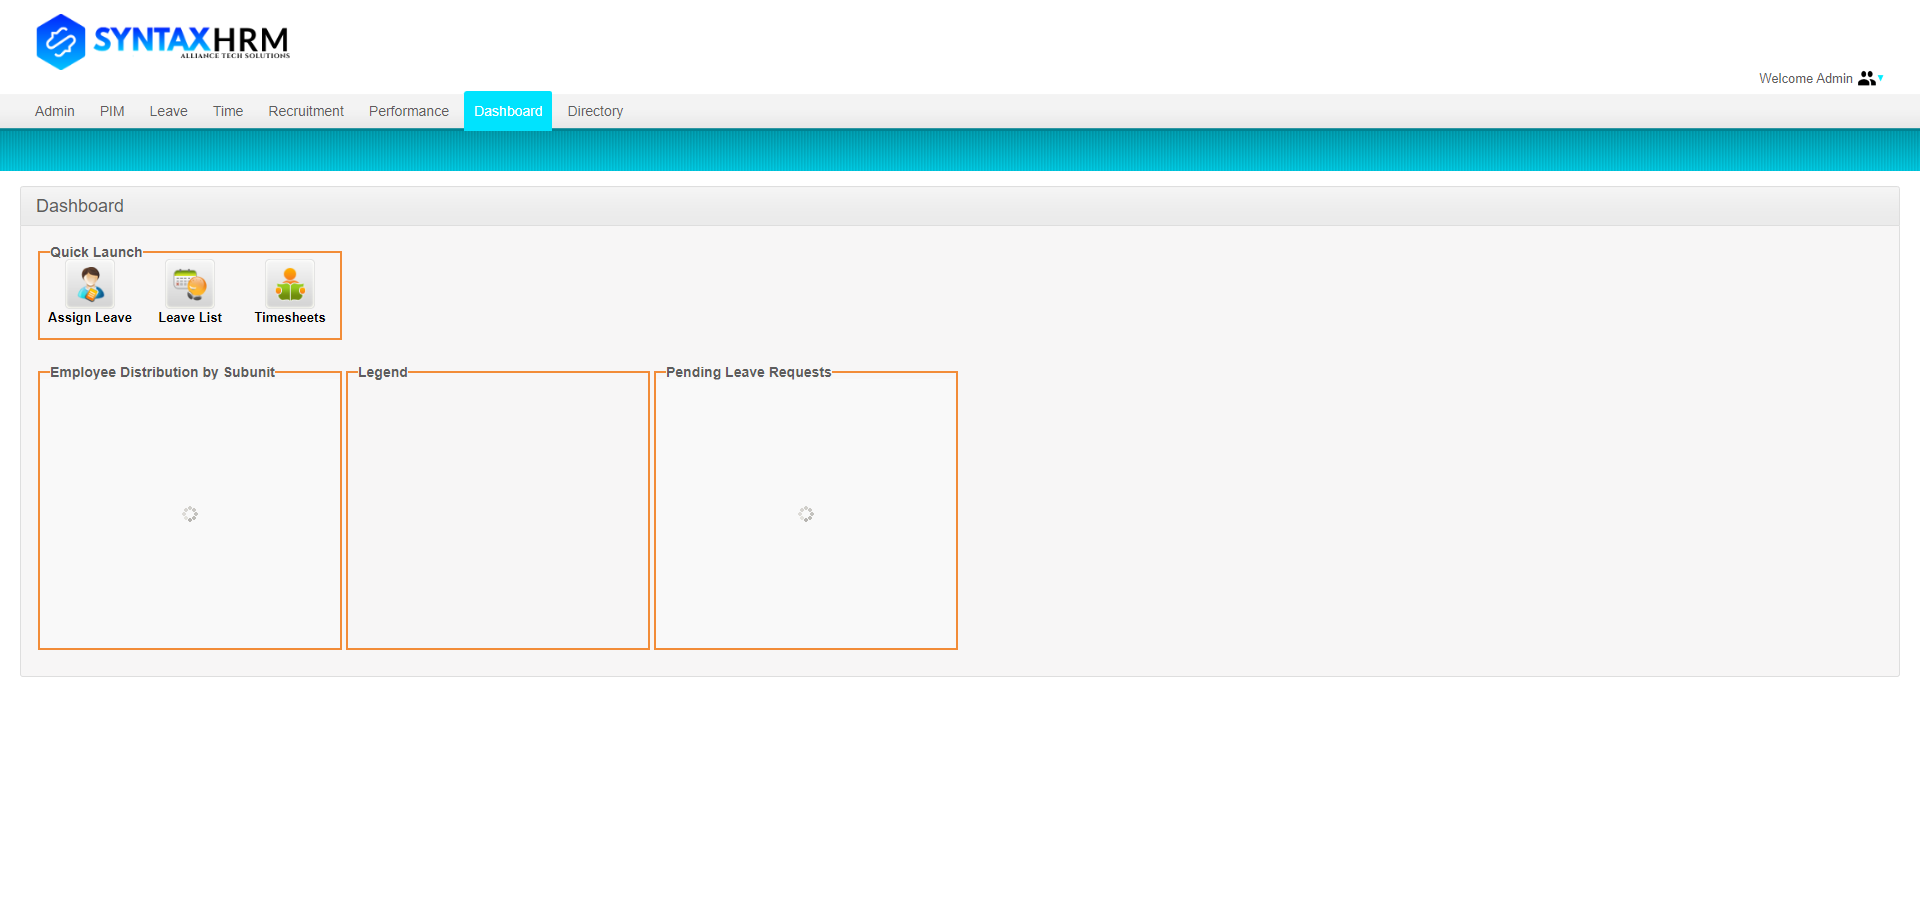 SYNTAXHRM
ALLIANCE TECH SOLUTIONS
Welcome Admin
Admin PIM Leave Time Recruitment Performance Dashboard Directory
Dashboard
Quick Launch
Assign Leave Leave List Timesheets
Employee Distribution by Subunit Legend Pending Leave Requests